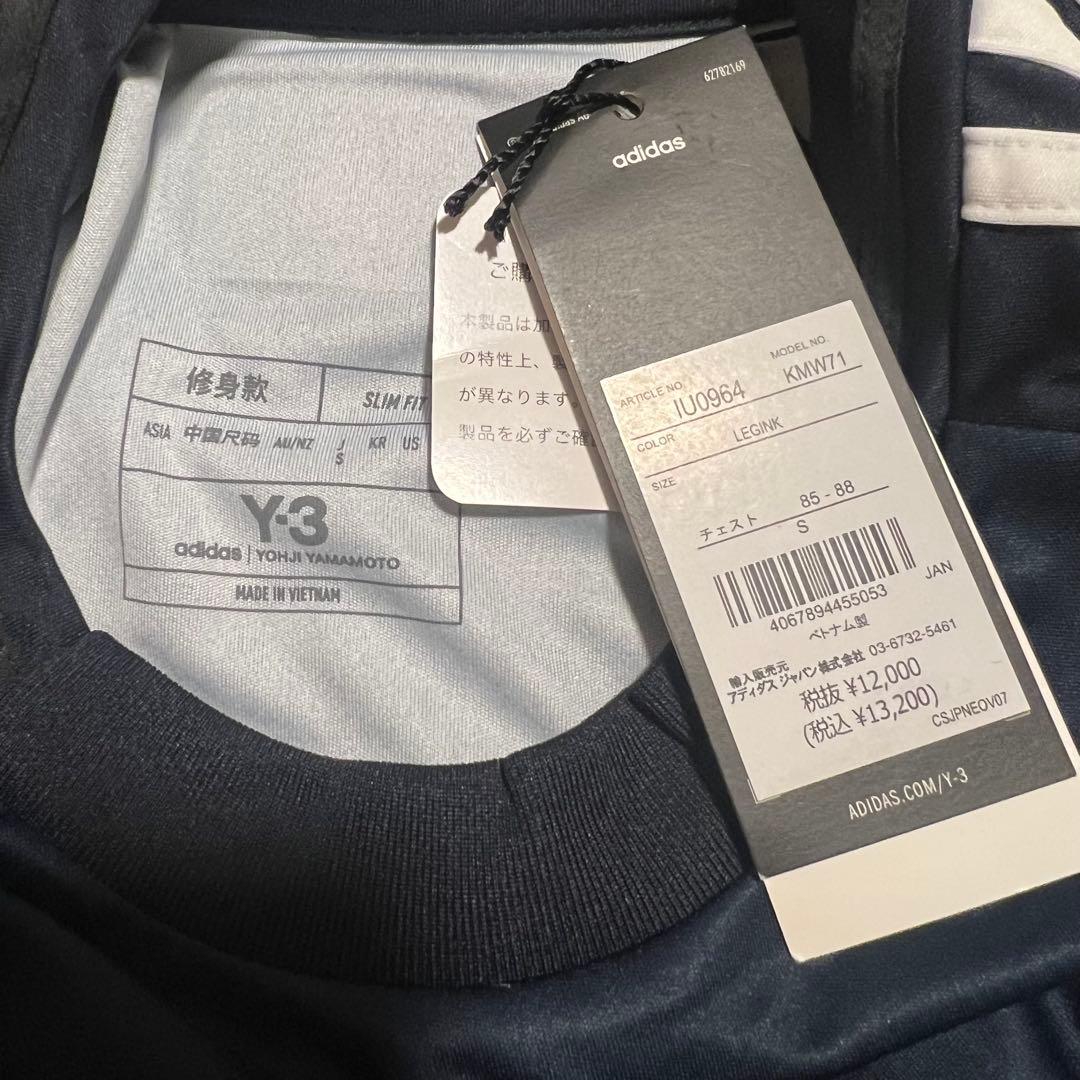 62782169
adidas
ご購
本製品は加
の特性上、
が異なります。
製品を必ずご確
ARTICLE NO. MODEL NO.
IU0964 KMW71
COLOR LEGINK
SIZE
チェスト 85 - 88
S
4067894455053 JAN
ベトナム製
輸入販売元
アディダス ジャパン株式会社 03-6732-5461
税抜 ¥12,000
(税込 ¥13,200)
CSJPNEOV07
ADIDAS.COM/Y-3
修身款 SLIM FIT
ASIA 中国尺码 AU/NZ J KR US
S
Y-3
adidas | YOHJI YAMAMOTO
MADE IN VIETNAM